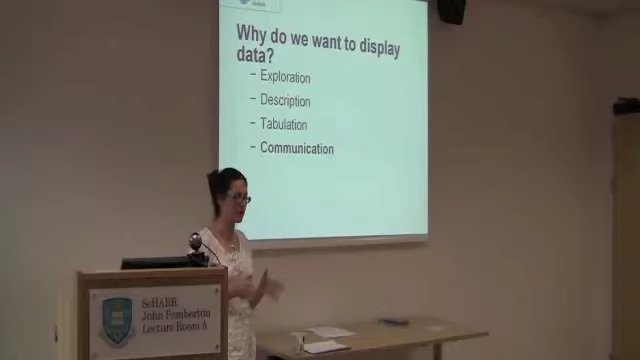 Why do we want to display
data?
– Exploration
– Description
– Tabulation
– Communication
ScHARR
John Pemberton
Lecture Room A